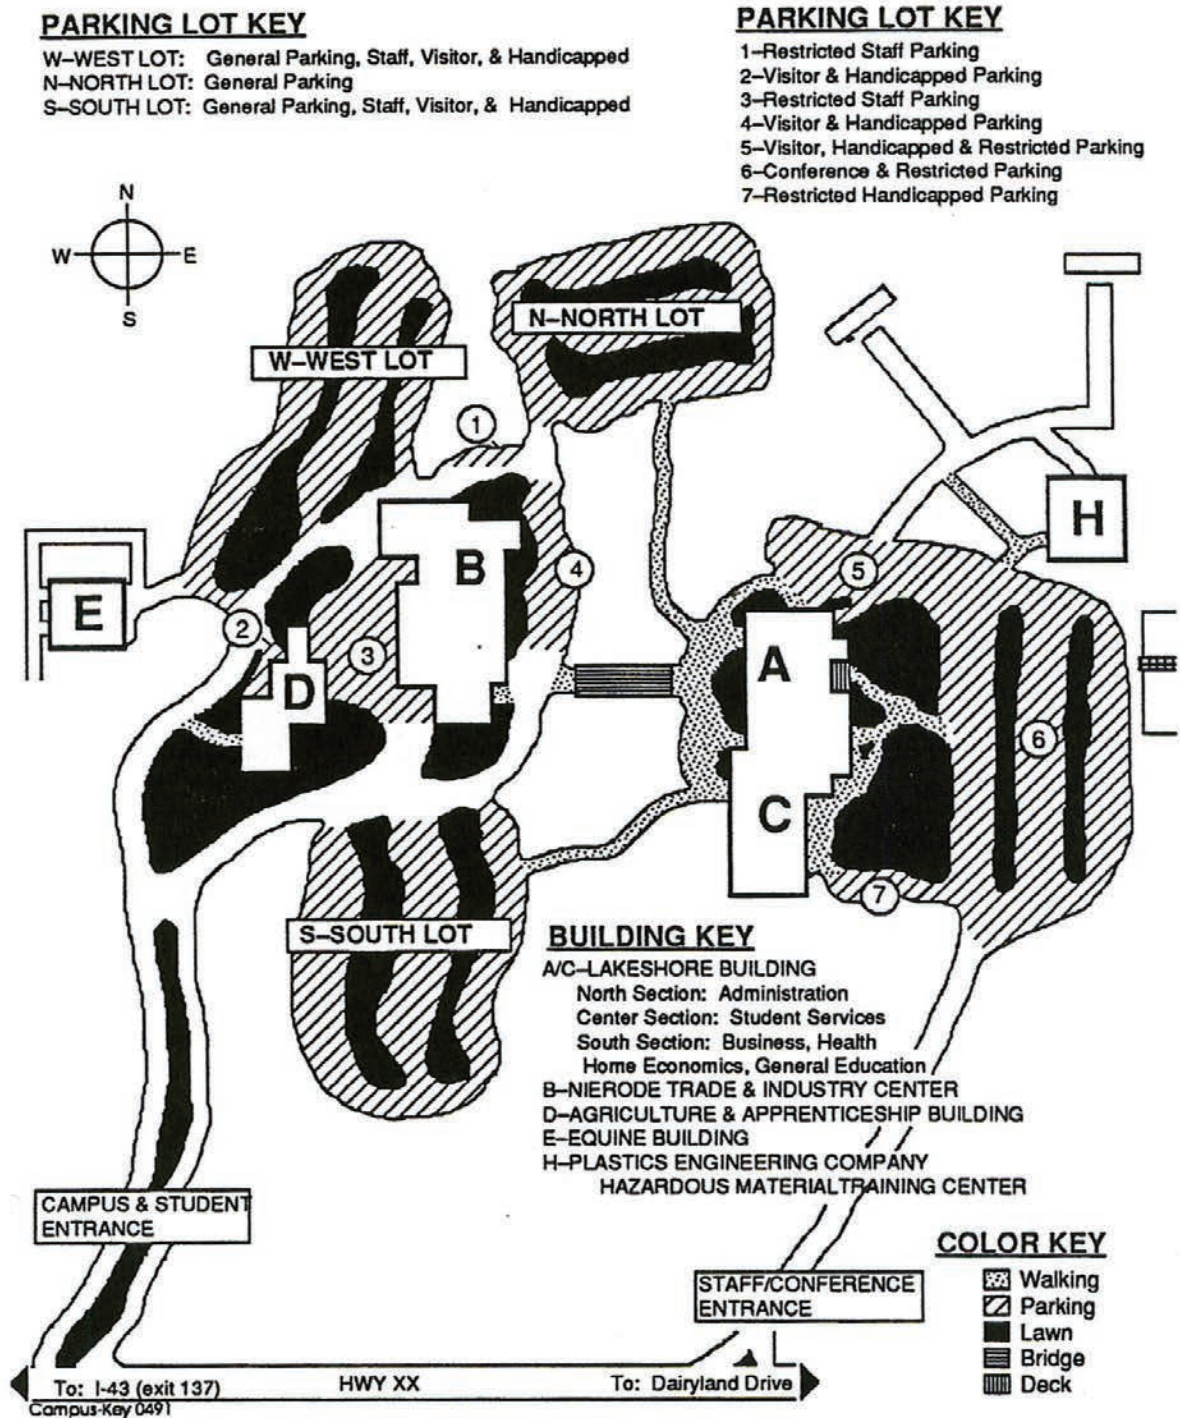 PARKING LOT KEY
W–WEST LOT: General Parking, Staff, Visitor, & Handicapped
N–NORTH LOT: General Parking
S–SOUTH LOT: General Parking, Staff, Visitor, & Handicapped
PARKING LOT KEY
1–Restricted Staff Parking
2–Visitor & Handicapped Parking
3–Restricted Staff Parking
4–Visitor & Handicapped Parking
5–Visitor, Handicapped & Restricted Parking
6–Conference & Restricted Parking
7–Restricted Handicapped Parking
N
W E
S
N–NORTH LOT
W–WEST LOT
1
H
B
4
5
E
2
3
A
D
6
C
7
S–SOUTH LOT
BUILDING KEY
A/C–LAKESHORE BUILDING
North Section: Administration
Center Section: Student Services
South Section: Business, Health
Home Economics, General Education
B–NIERODE TRADE & INDUSTRY CENTER
D–AGRICULTURE & APPRENTICESHIP BUILDING
E–EQUINE BUILDING
H–PLASTICS ENGINEERING COMPANY
HAZARDOUS MATERIALTRAINING CENTER
CAMPUS & STUDENT
ENTRANCE
STAFF/CONFERENCE
ENTRANCE
COLOR KEY
Walking
Parking
Lawn
Bridge
Deck
To: I-43 (exit 137)
HWY XX
To: Dairyland Drive
Campus-Key 0491